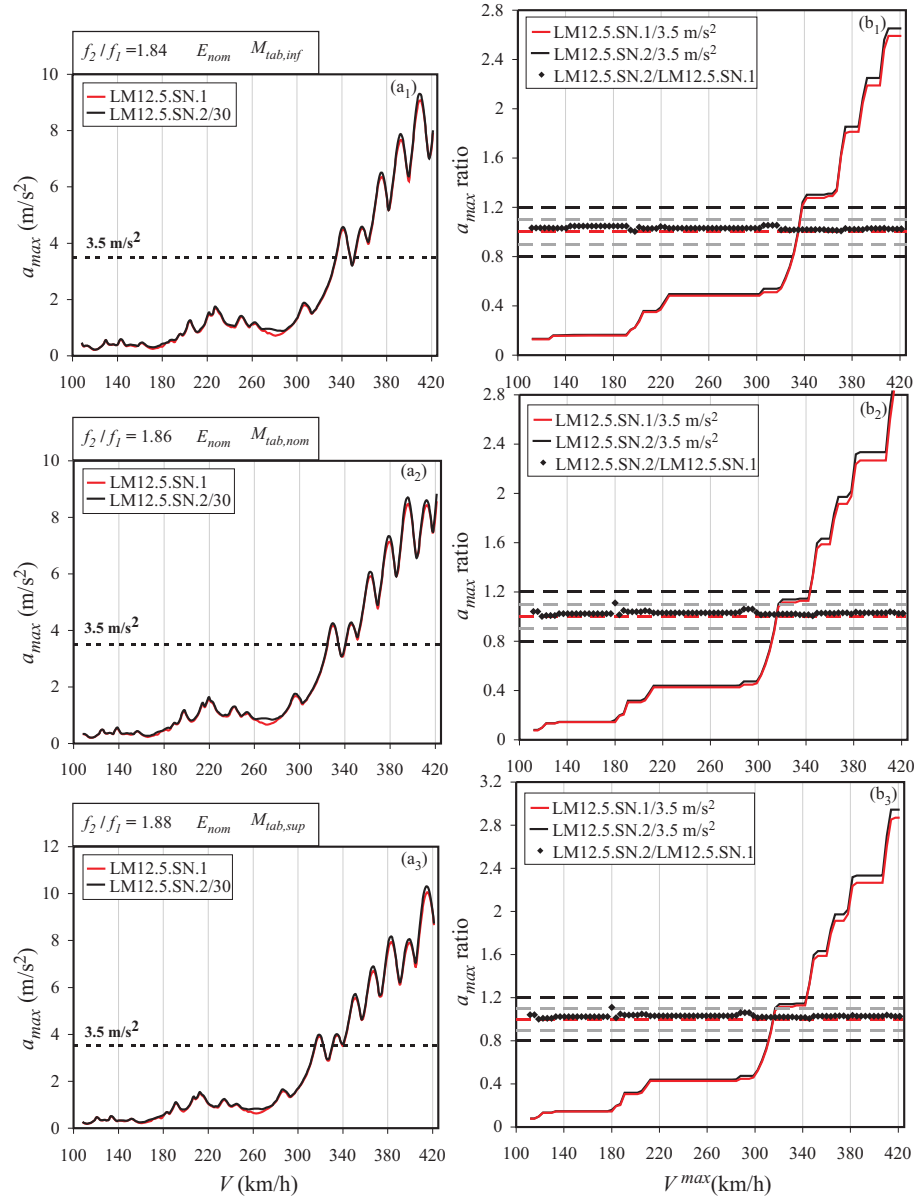 f2 / f1 =1.84 Enom Mtab,inf
(a1)
LM12.5.SN.1
LM12.5.SN.2/30
3.5 m/s²
amax (m/s²)
10
8
6
4
2
0
100 140 180 220 260 300 340 380 420
(b1)
LM12.5.SN.1/3.5 m/s²
LM12.5.SN.2/3.5 m/s²
LM12.5.SN.2/LM12.5.SN.1
amax ratio
2.8
2.4
2
1.6
1.2
0.8
0.4
0
100 140 180 220 260 300 340 380 420
f2 / f1 =1.86 Enom Mtab,nom
(a2)
LM12.5.SN.1
LM12.5.SN.2/30
3.5 m/s²
amax (m/s²)
10
8
6
4
2
0
100 140 180 220 260 300 340 380 420
(b2)
LM12.5.SN.1/3.5 m/s²
LM12.5.SN.2/3.5 m/s²
LM12.5.SN.2/LM12.5.SN.1
amax ratio
2.8
2.4
2
1.6
1.2
0.8
0.4
0
100 140 180 220 260 300 340 380 420
f2 / f1 =1.88 Enom Mtab,sup
(a3)
LM12.5.SN.1
LM12.5.SN.2/30
3.5 m/s²
amax (m/s²)
12
10
8
6
4
2
0
100 140 180 220 260 300 340 380 420
V (km/h)
(b3)
LM12.5.SN.1/3.5 m/s²
LM12.5.SN.2/3.5 m/s²
LM12.5.SN.2/LM12.5.SN.1
amax ratio
3.2
2.8
2.4
2
1.6
1.2
0.8
0.4
0
100 140 180 220 260 300 340 380 420
Vmax(km/h)